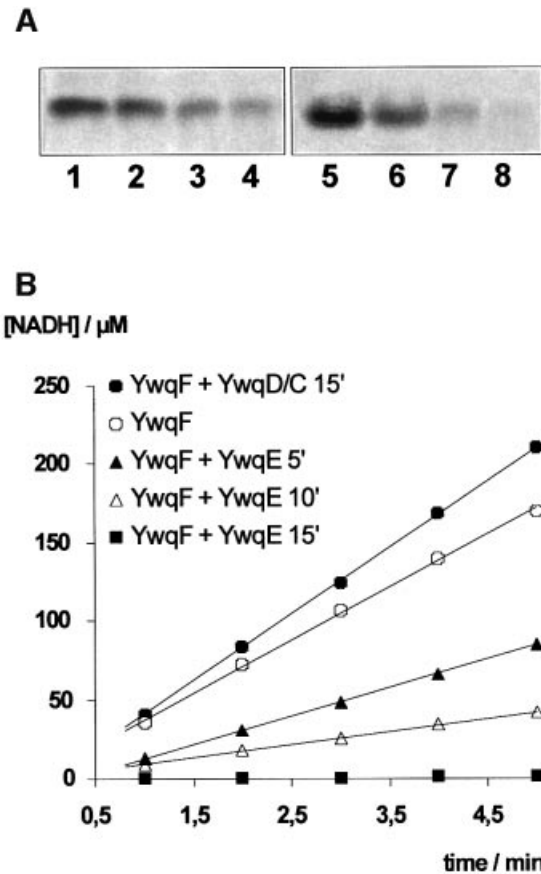 A
1 2 3 4 5 6 7 8
B
[NADH] / µM
250
200
150
100
50
0
YwqF + YwqD/C 15'
YwqF
YwqF + YwqE 5'
YwqF + YwqE 10'
YwqF + YwqE 15'
0,5 1,5 2,5 3,5 4,5
time / min